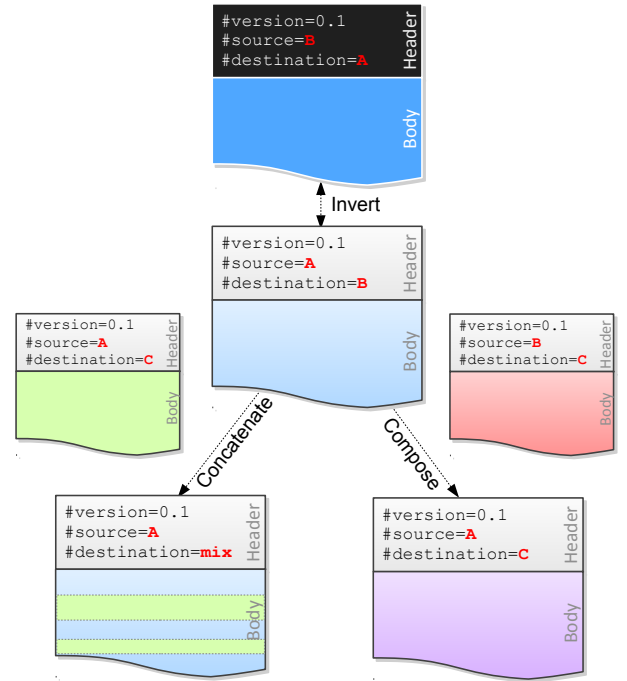 #version=0.1
#source=B
#destination=A
Header
Body
Invert
#version=0.1
#source=A
#destination=B
Header
Body
#version=0.1
#source=A
#destination=C
Header
Body
#version=0.1
#source=B
#destination=C
Header
Body
Concatenate
Compose
#version=0.1
#source=A
#destination=mix
Header
Body
#version=0.1
#source=A
#destination=C
Header
Body